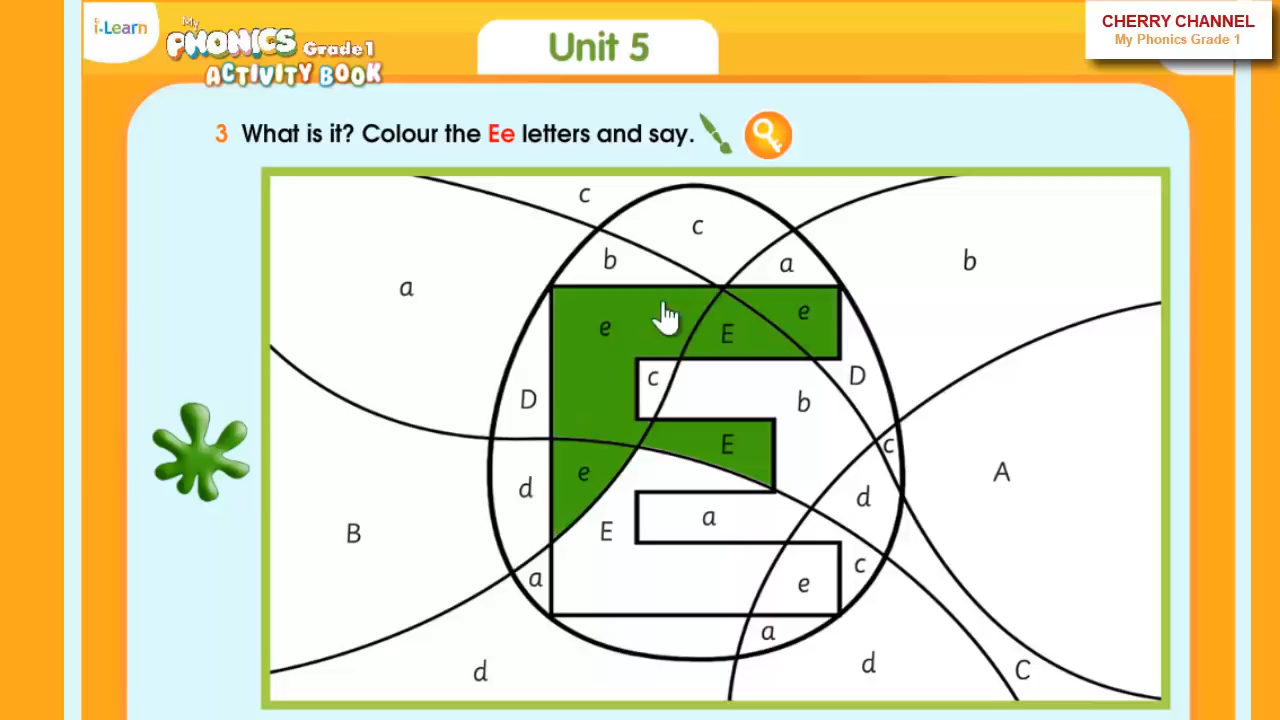 i-Learn
My
PHONICS Grade 1
ACTIVITY BOOK
Unit 5
CHERRY CHANNEL
My Phonics Grade 1
3 What is it? Colour the Ee letters and say.
c
c
b
a
b
a
e
E
e
c
D
D
b
E
c
e
A
d
d
B
E
a
a
e
c
a
d
d
C